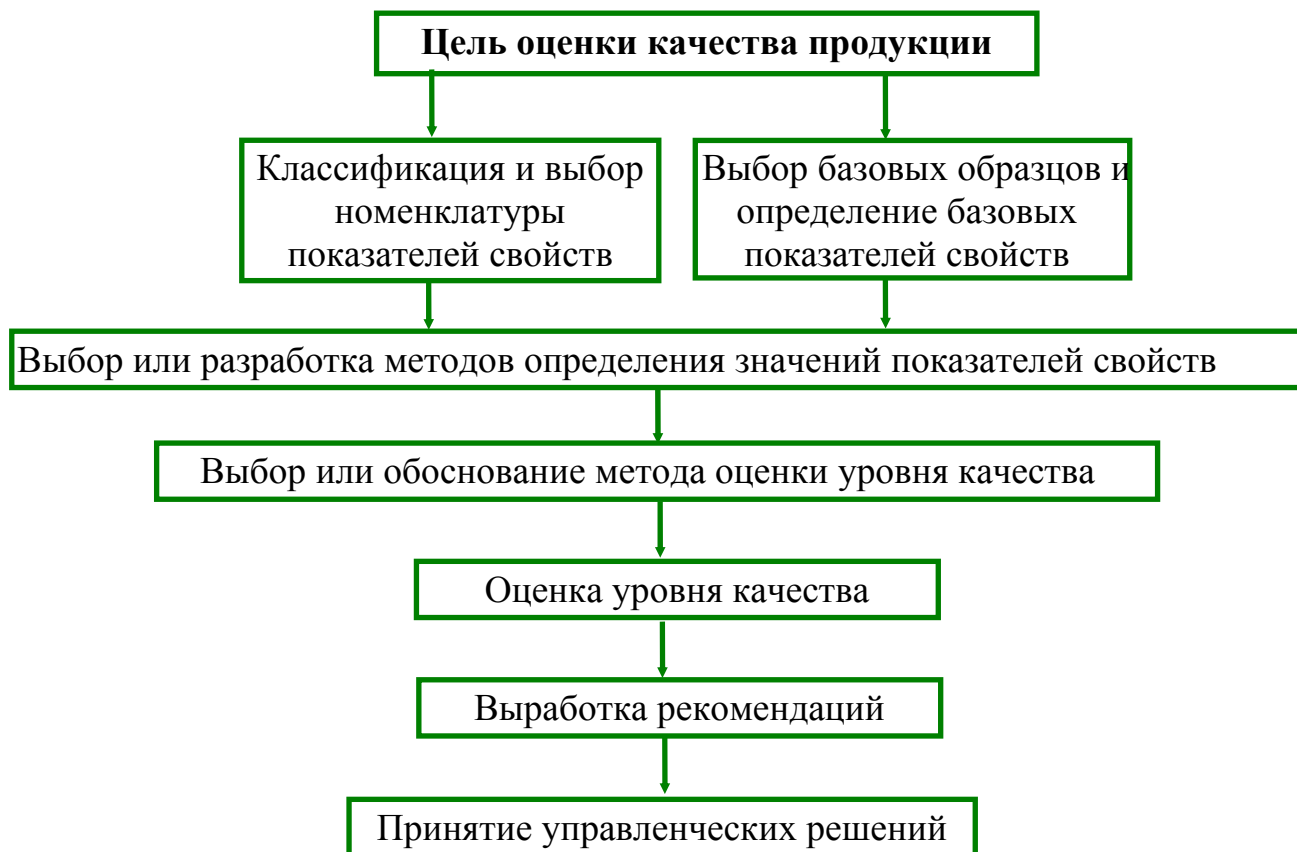 Цель оценки качества продукции
Классификация и выбор
номенклатуры
показателей свойств
Выбор базовых образцов и
определение базовых
показателей свойств
Выбор или разработка методов определения значений показателей свойств
Выбор или обоснование метода оценки уровня качества
Оценка уровня качества
Выработка рекомендаций
Принятие управленческих решений